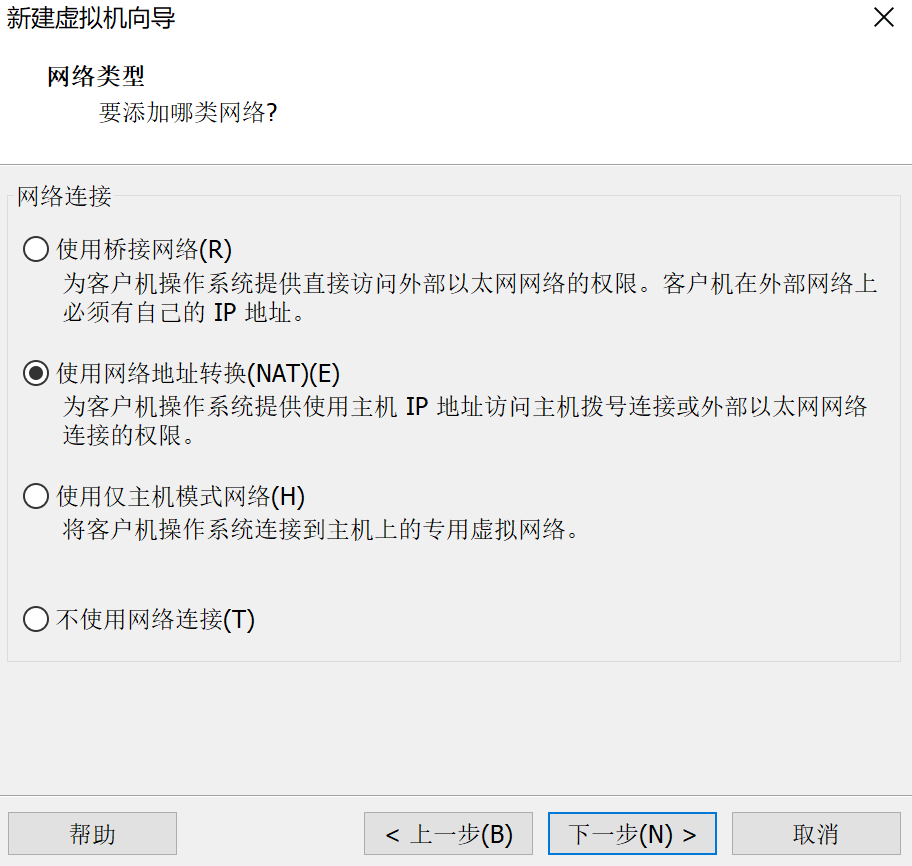 新建虚拟机向导
网络类型
要添加哪类网络?
网络连接
使用桥接网络(R)
为客户机操作系统提供直接访问外部以太网网络的权限。客户机在外部网络上
必须有自己的 IP 地址。
使用网络地址转换(NAT)(E)
为客户机操作系统提供使用主机 IP 地址访问主机拨号连接或外部以太网网络
连接的权限。
使用仅主机模式网络(H)
将客户机操作系统连接到主机上的专用虚拟网络。
不使用网络连接(T)
帮助
< 上一步(B)
下一步(N) >
取消